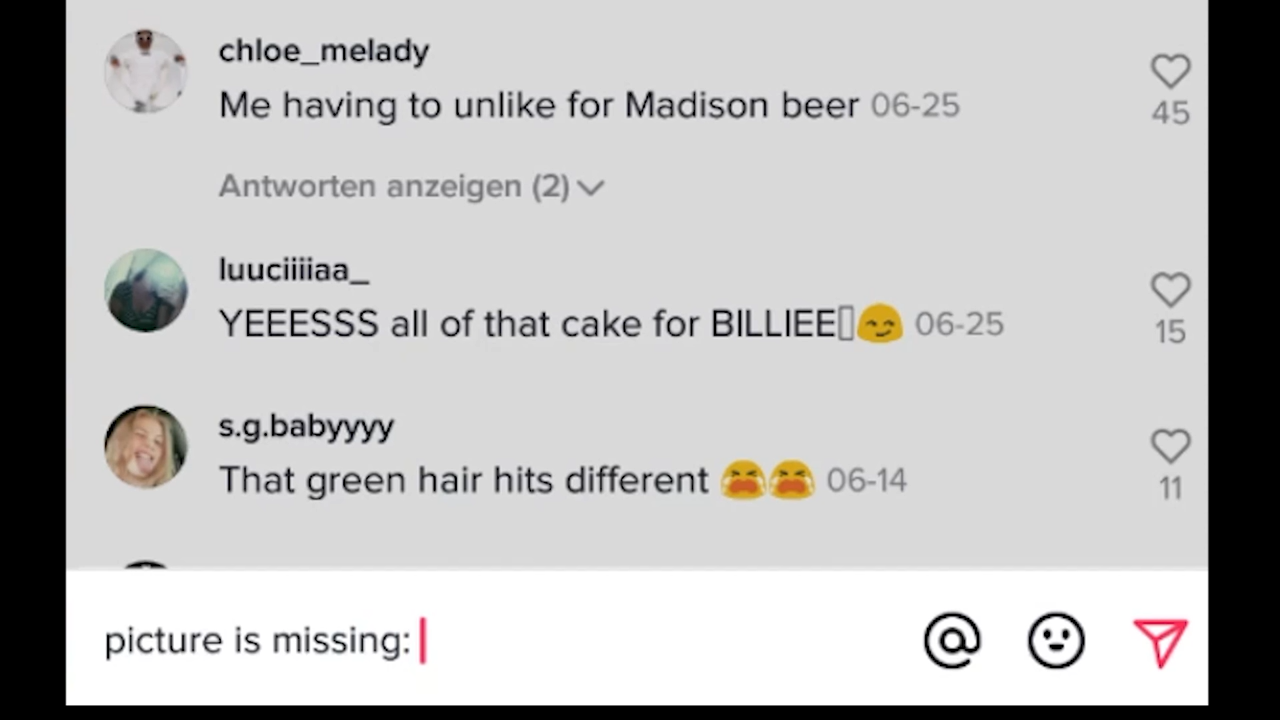 chloe_melady
Me having to unlike for Madison beer 06-25
45
Antworten anzeigen (2)
luuciiiiaa_
YEEESSS all of that cake for BILLIEE▯😏 06-25
15
s.g.babyyyy
That green hair hits different 😭😭 06-14
11
picture is missing:
@